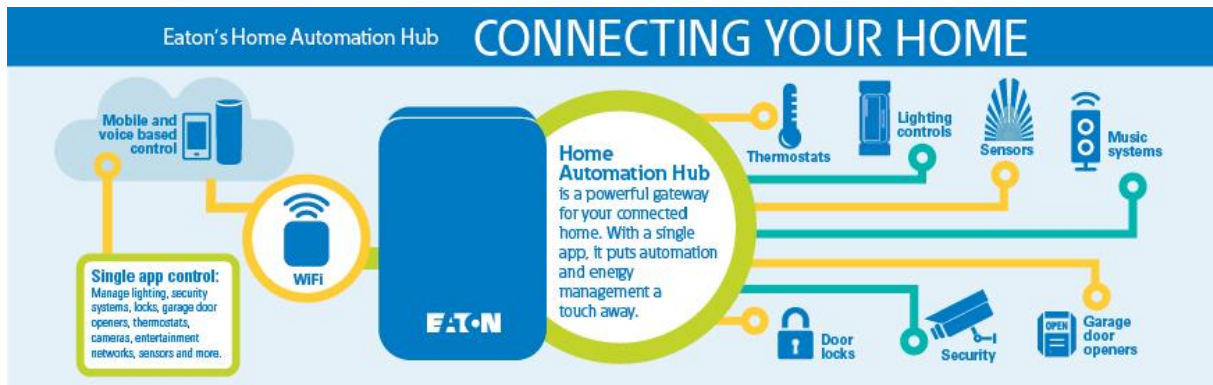 Eaton's Home Automation Hub
CONNECTING YOUR HOME
Mobile and
voice based
control
Single app control:
Manage lighting, security
systems, locks, garage door
openers, thermostats,
cameras, entertainment
networks, sensors and more.
WiFi
EATON
Home
Automation Hub
is a powerful gateway
for your connected
home. With a single
app, it puts automation
and energy
management a
touch away.
Thermostats
Lighting
controls
Sensors
Music
systems
Door
locks
Security
OPEN
Garage
door
openers